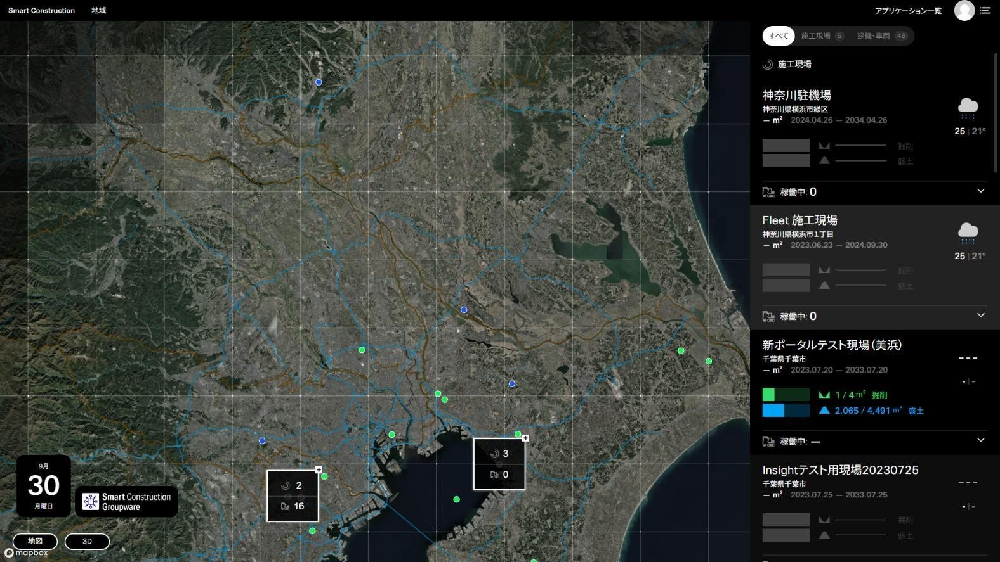 Smart Construction 地域 アプリケーション一覧
すべて 施工現場 5 建機・車両 48
施工現場
神奈川駐機場
神奈川県横浜市緑区
— m² 2024.04.26 — 2034.04.26
25 | 21°
掘削
盛土
稼働中: 0
Fleet 施工現場
神奈川県横浜市1丁目
— m² 2023.06.23 — 2024.09.30
25 | 21°
掘削
盛土
稼働中: 0
新ポータルテスト現場(美浜)
千葉県千葉市
---
— m² 2023.07.20 — 2033.07.20
- | -
1 / 4 m³ 掘削
2,065 / 4,491 m³ 盛土
稼働中: —
Insightテスト用現場20230725
千葉県千葉市
---
— m² 2023.07.25 — 2033.07.25
- | -
掘削
盛土
3
0
2
16
9月
30
月曜日
Smart Construction
Groupware
地図 3D
mapbox